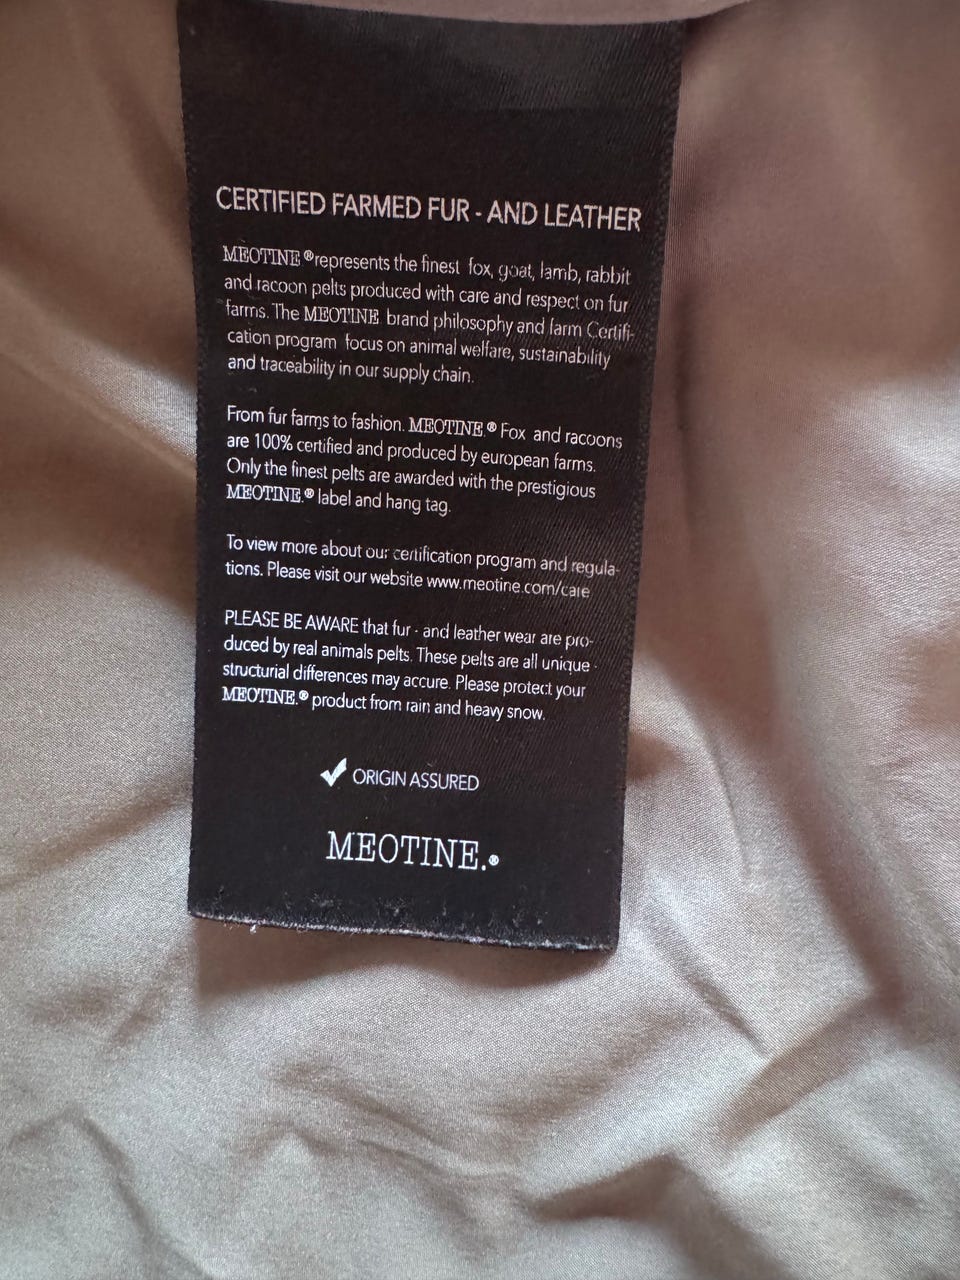 CERTIFIED FARMED FUR - AND LEATHER
MEOTINE®represents the finest fox, goat, lamb, rabbit
and racoon pelts produced with care and respect on fur
farms. The MEOTINE brand philosophy and farm Certifi-
cation program focus on animal welfare, sustainability
and traceability in our supply chain.
From fur farms to fashion. MEOTINE.® Fox and racoons
are 100% certified and produced by european farms.
Only the finest pelts are awarded with the prestigious
MEOTINE.® label and hang tag.
To view more about our certification program and regula-
tions. Please visit our website www.meotine.com/care
PLEASE BE AWARE that fur - and leather wear are pro-
duced by real animals pelts. These pelts are all unique -
structurial differences may accure. Please protect your
MEOTINE.® product from rain and heavy snow.
✓ ORIGIN ASSURED
MEOTINE.®